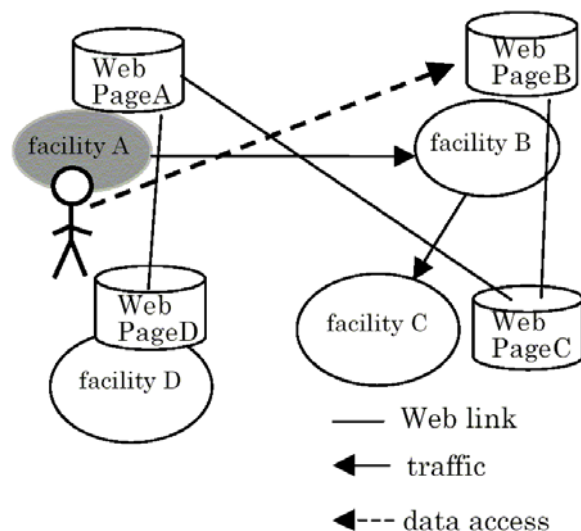 Web
PageA
Web
PageB
facility A
facility B
Web
PageD
facility C
Web
PageC
facility D
Web link
traffic
data access